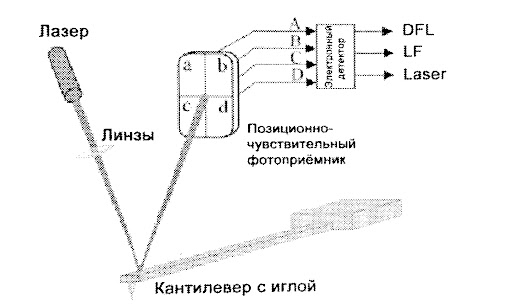 Лазер
Линзы
a b
c d
A
B
C
D
Электронный
детектор
DFL
LF
Laser
Позиционно-
чувствительный
фотоприёмник
Кантилевер с иглой